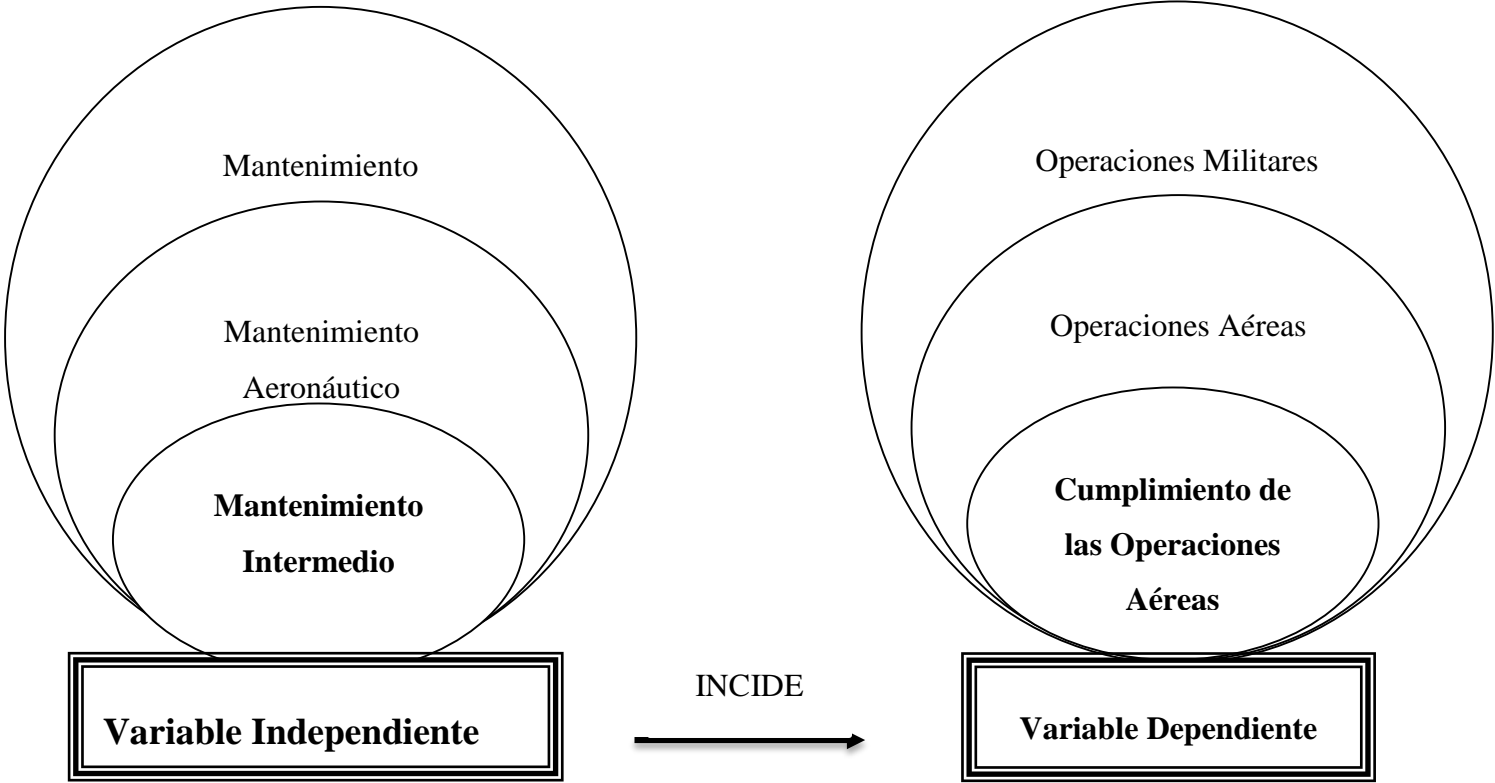 Mantenimiento
Mantenimiento
Aeronáutico
Mantenimiento
Intermedio
Variable Independiente
INCIDE
Operaciones Militares
Operaciones Aéreas
Cumplimiento de
las Operaciones
Aéreas
Variable Dependiente